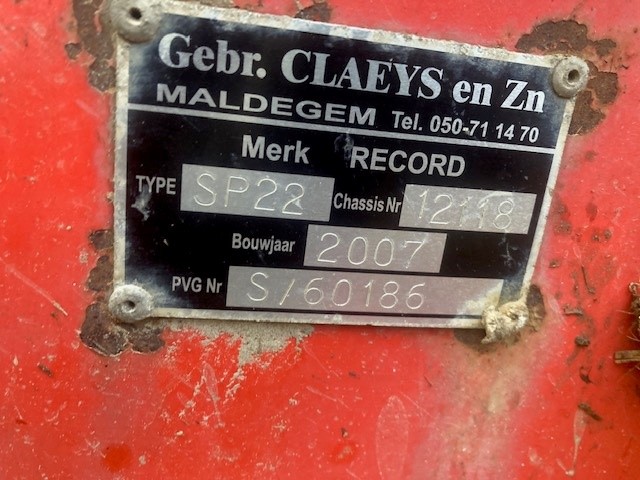 Gebr. CLAEYS en Zn
MALDEGEM Tel. 050-71 14 70
Merk RECORD
TYPE SP22 Chassis Nr 12118
Bouwjaar 2007
PVG Nr S/60186